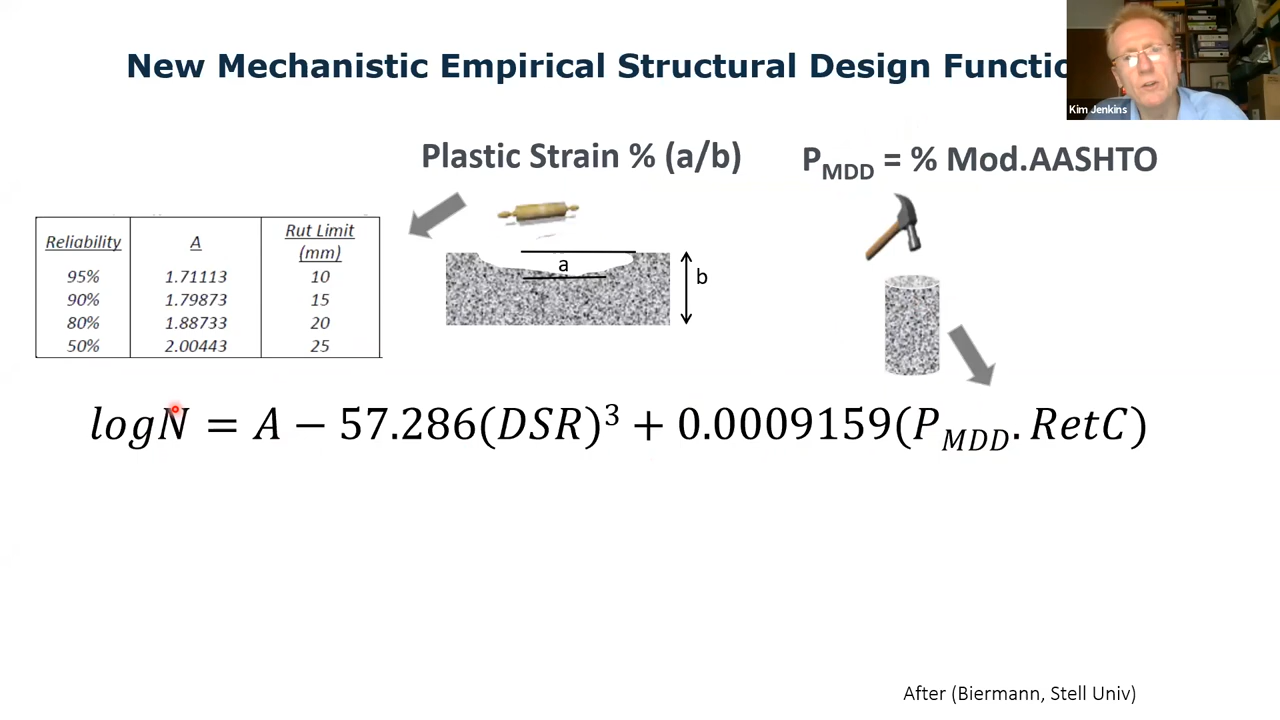 New Mechanistic Empirical Structural Design Functio
Kim Jenkins
Plastic Strain % (a/b)
P_MDD = % Mod.AASHTO
Reliability A Rut Limit (mm)
95% 1.71113 10
90% 1.79873 15
80% 1.88733 20
50% 2.00443 25
a
b
logN = A − 57.286(DSR)³ + 0.0009159(P_MDD.RetC)
After (Biermann, Stell Univ)